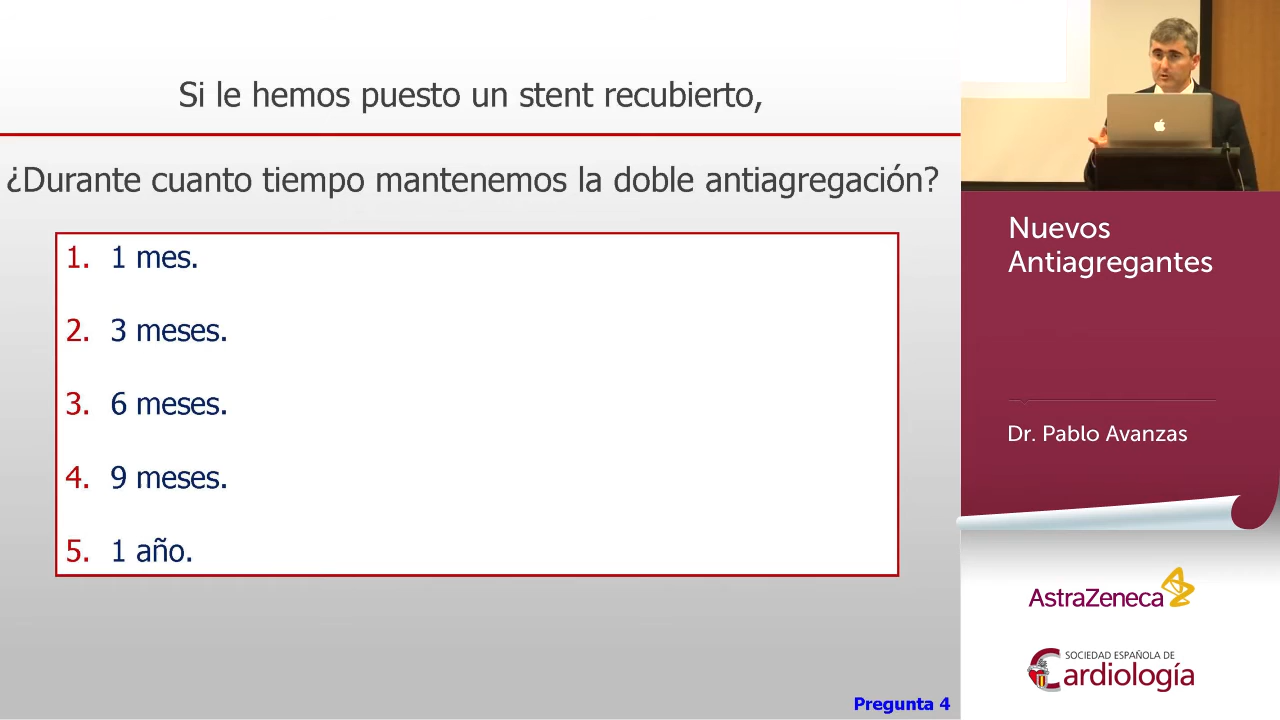 Si le hemos puesto un stent recubierto,
¿Durante cuanto tiempo mantenemos la doble antiagregación?
1. 1 mes.
2. 3 meses.
3. 6 meses.
4. 9 meses.
5. 1 año.
Pregunta 4
Nuevos
Antiagregantes
Dr. Pablo Avanzas
AstraZeneca
SOCIEDAD ESPAÑOLA DE
Cardiología